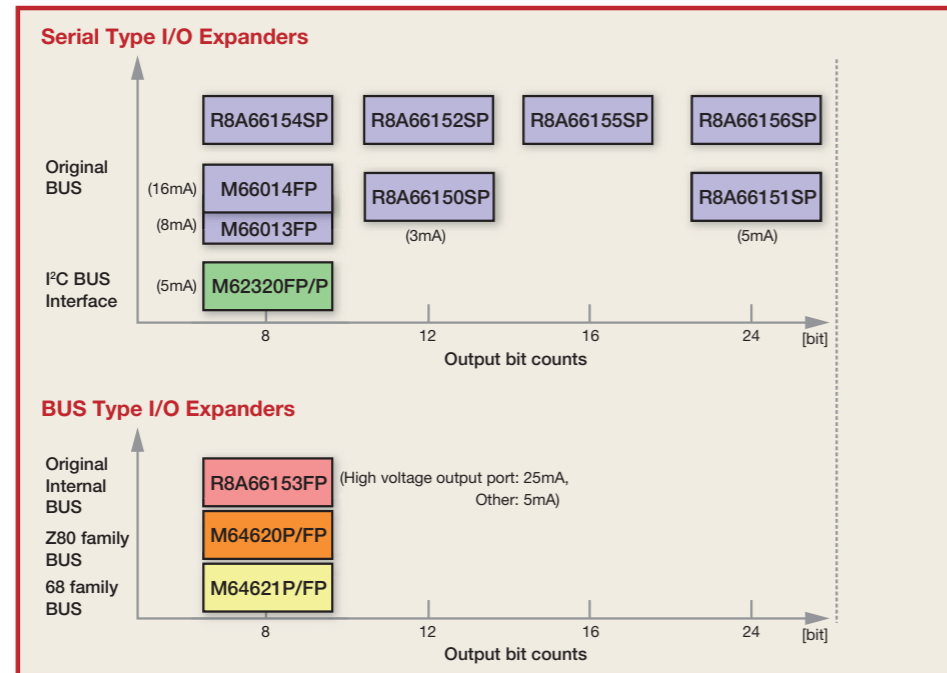 Serial Type I/O Expanders
R8A66154SP
R8A66152SP
R8A66155SP
R8A66156SP
Original
BUS
(16mA)
M66014FP
R8A66150SP
R8A66151SP
(8mA)
M66013FP
(3mA)
(5mA)
I²C BUS
Interface
(5mA)
M62320FP/P
8
12
16
24
[bit]
Output bit counts
BUS Type I/O Expanders
Original
Internal
BUS
R8A66153FP
(High voltage output port: 25mA,
Other: 5mA)
Z80 family
BUS
M64620P/FP
68 family
BUS
M64621P/FP
8
12
16
24
[bit]
Output bit counts